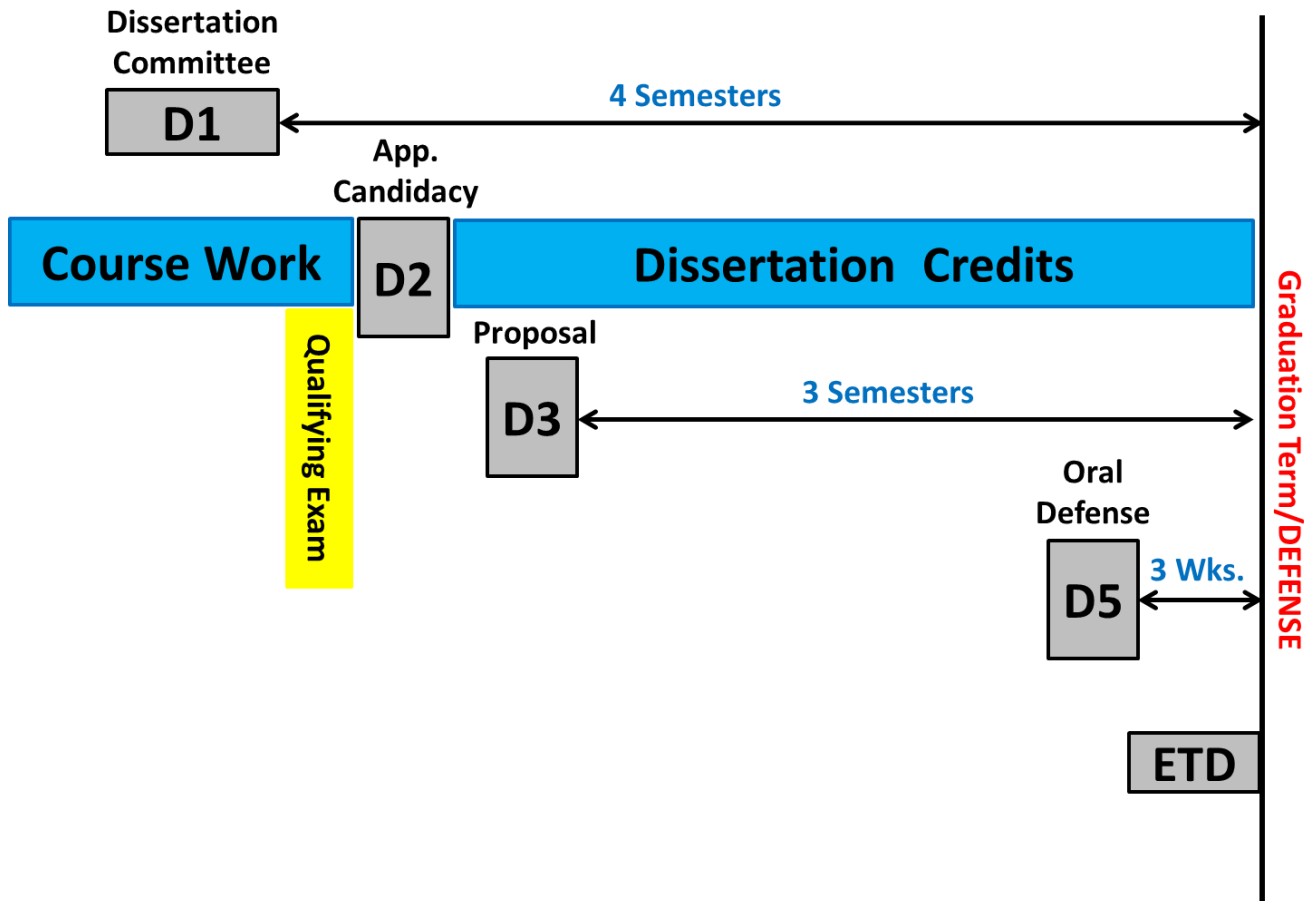 Dissertation
Committee
D1
4 Semesters
App.
Candidacy
Course Work
D2
Dissertation Credits
Qualifying Exam
Proposal
D3
3 Semesters
Oral
Defense
D5
3 Wks.
ETD
Graduation Term/DEFENSE